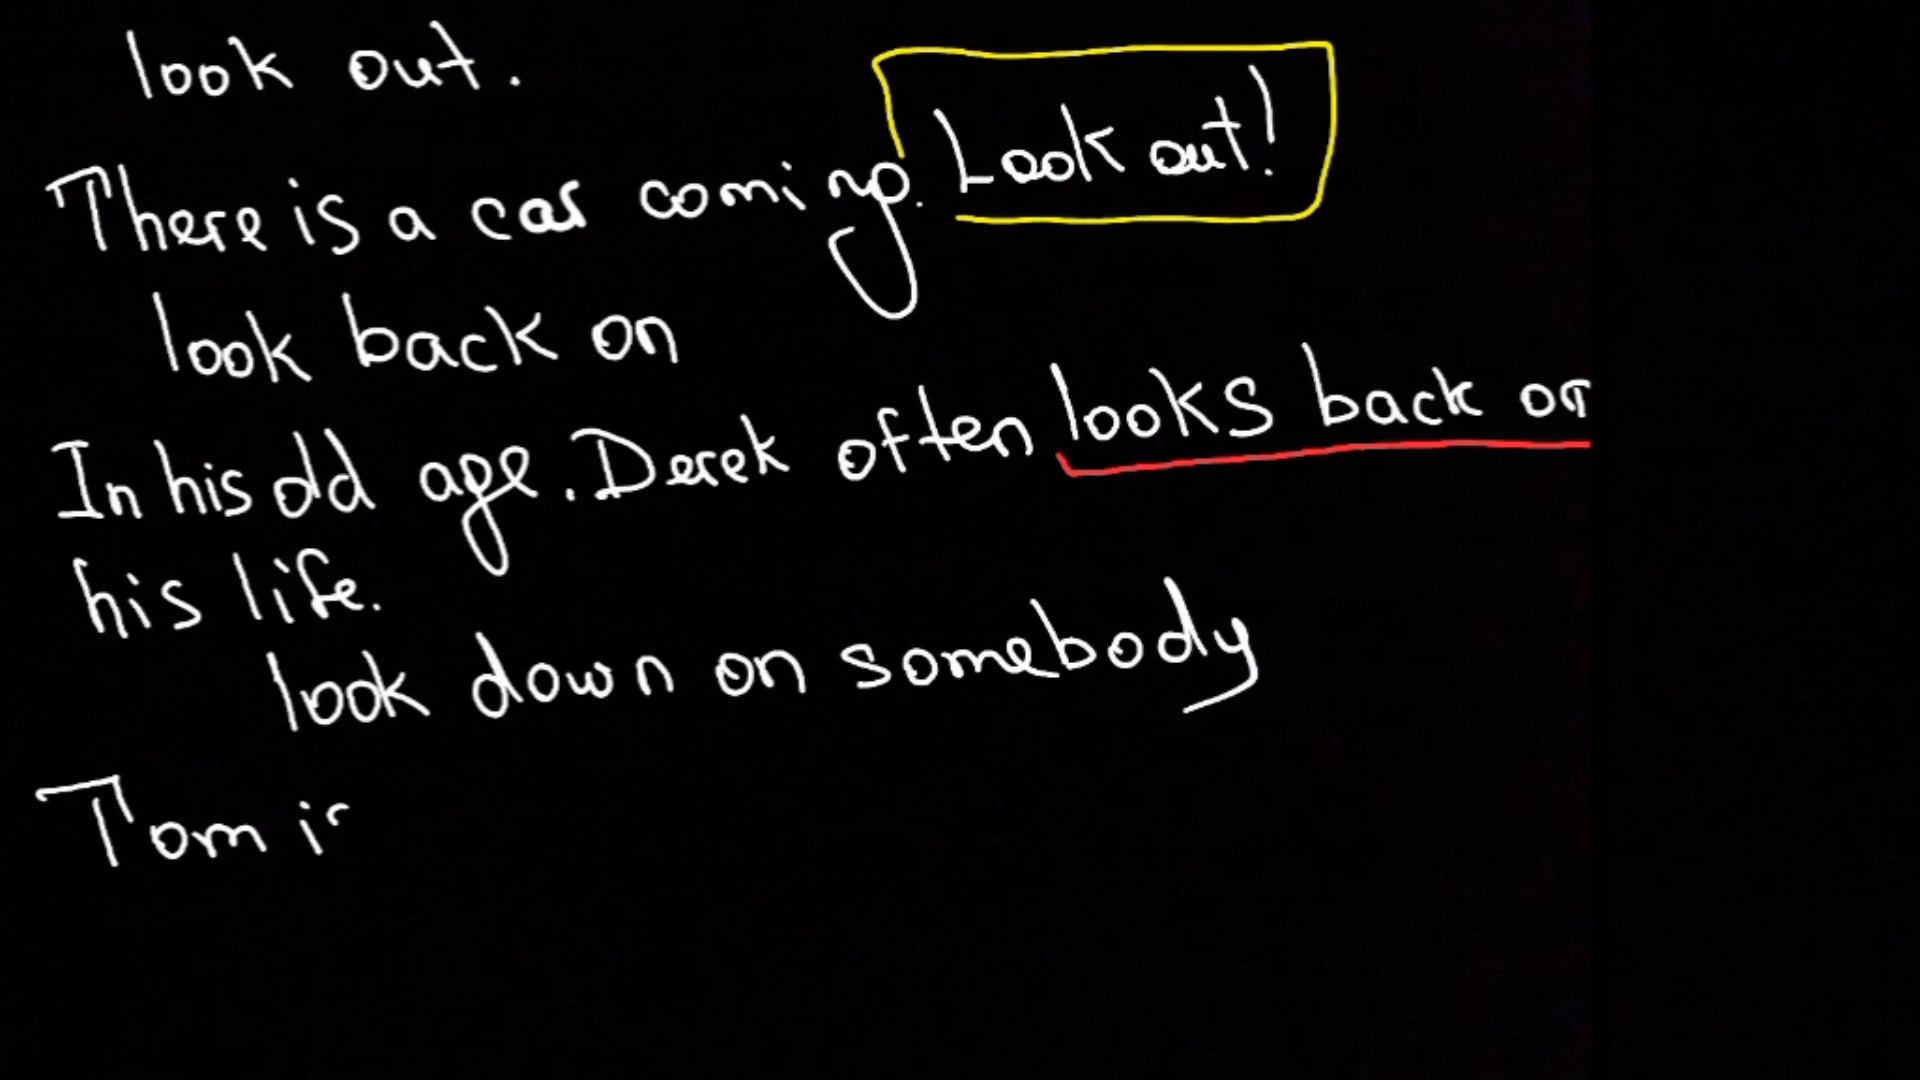 look out.
There is a car coming. Look out!
look back on
In his old age. Derek often looks back on
his life.
look down on somebody
Tom is